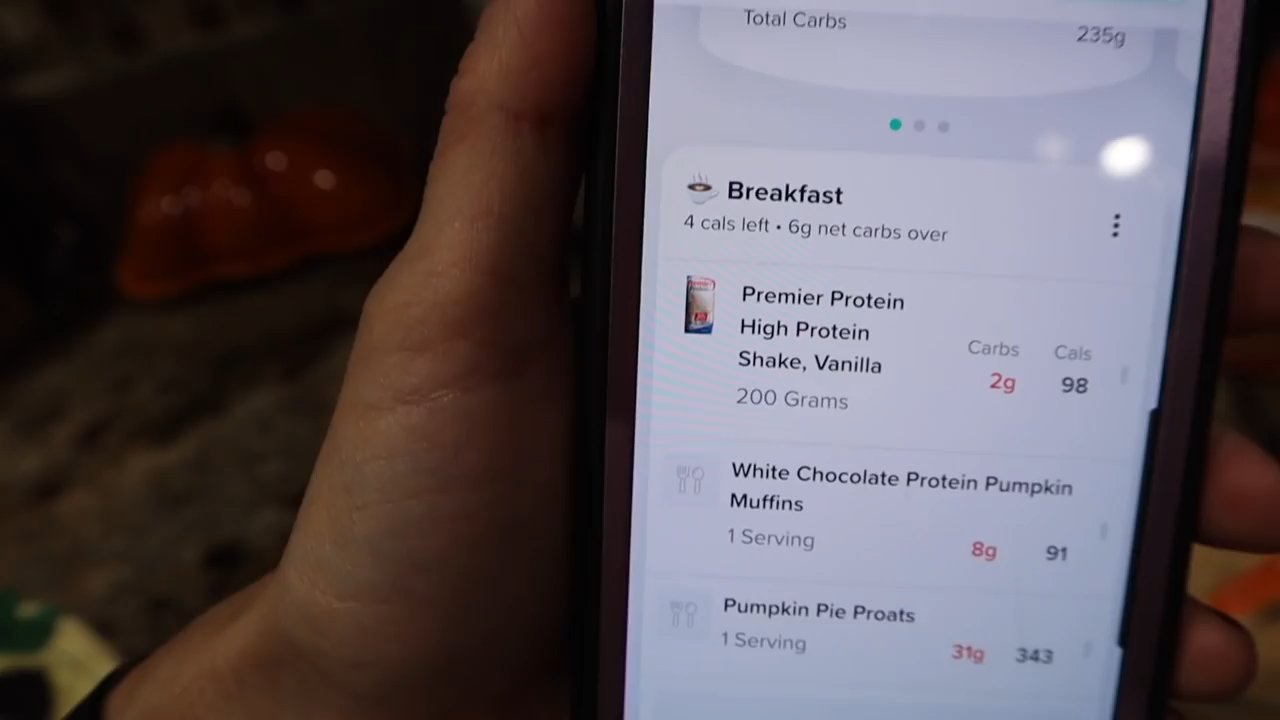 Total Carbs 235g
Breakfast
4 cals left • 6g net carbs over
Premier Protein
High Protein
Shake, Vanilla
Carbs Cals
2g 98
200 Grams
White Chocolate Protein Pumpkin
Muffins
1 Serving 8g 91
Pumpkin Pie Proats
1 Serving 31g 343